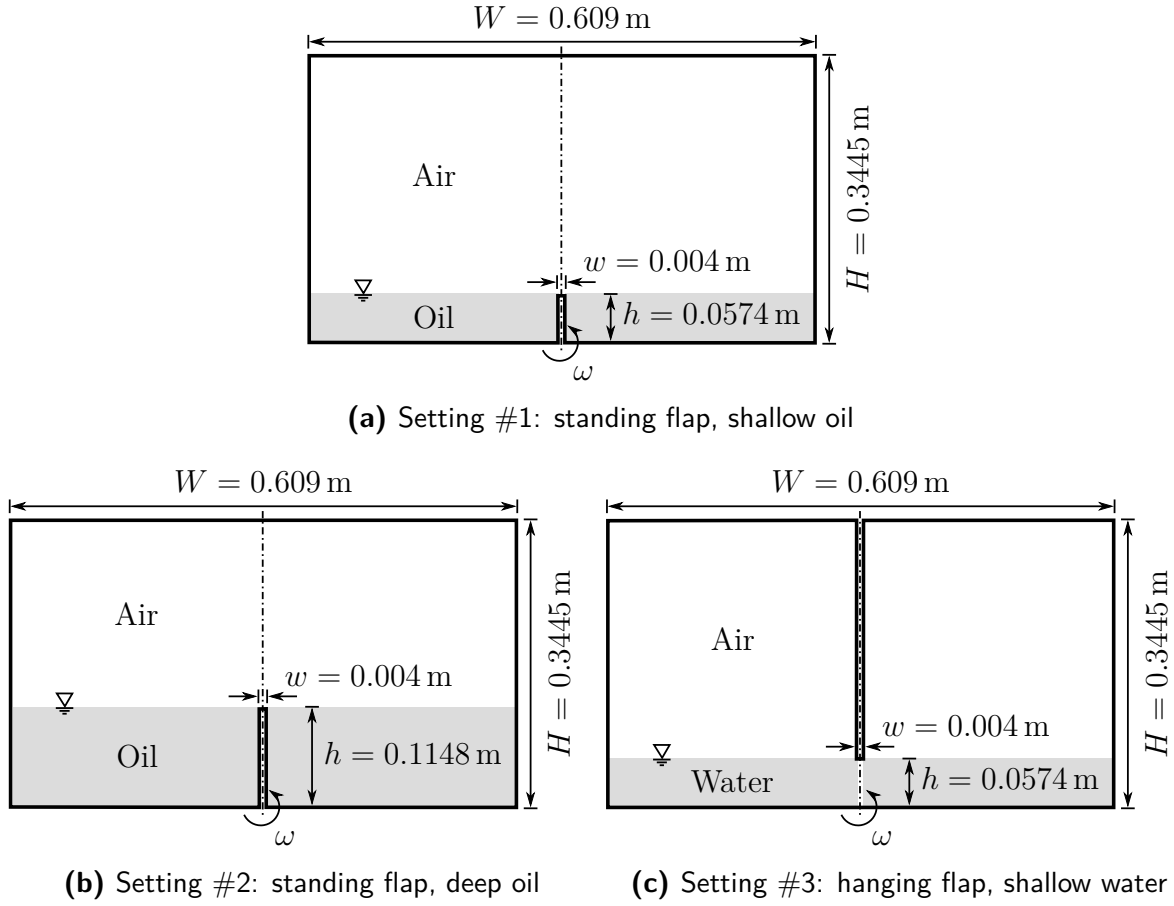 W = 0.609 m
Air
H = 0.3445 m
w = 0.004 m
Oil
h = 0.0574 m
ω
(a) Setting #1: standing flap, shallow oil
W = 0.609 m
Air
H = 0.3445 m
w = 0.004 m
Oil
h = 0.1148 m
ω
(b) Setting #2: standing flap, deep oil
W = 0.609 m
Air
H = 0.3445 m
w = 0.004 m
Water
h = 0.0574 m
ω
(c) Setting #3: hanging flap, shallow water